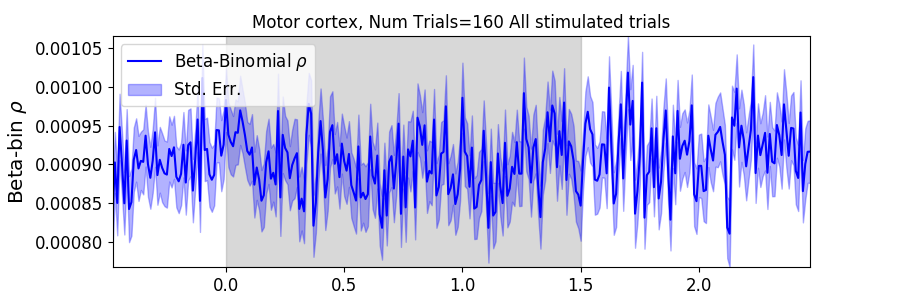 Motor cortex, Num Trials=160 All stimulated trials
Beta-bin ρ
0.00105
0.00100
0.00095
0.00090
0.00085
0.00080
Beta-Binomial ρ
Std. Err.
0.0 0.5 1.0 1.5 2.0